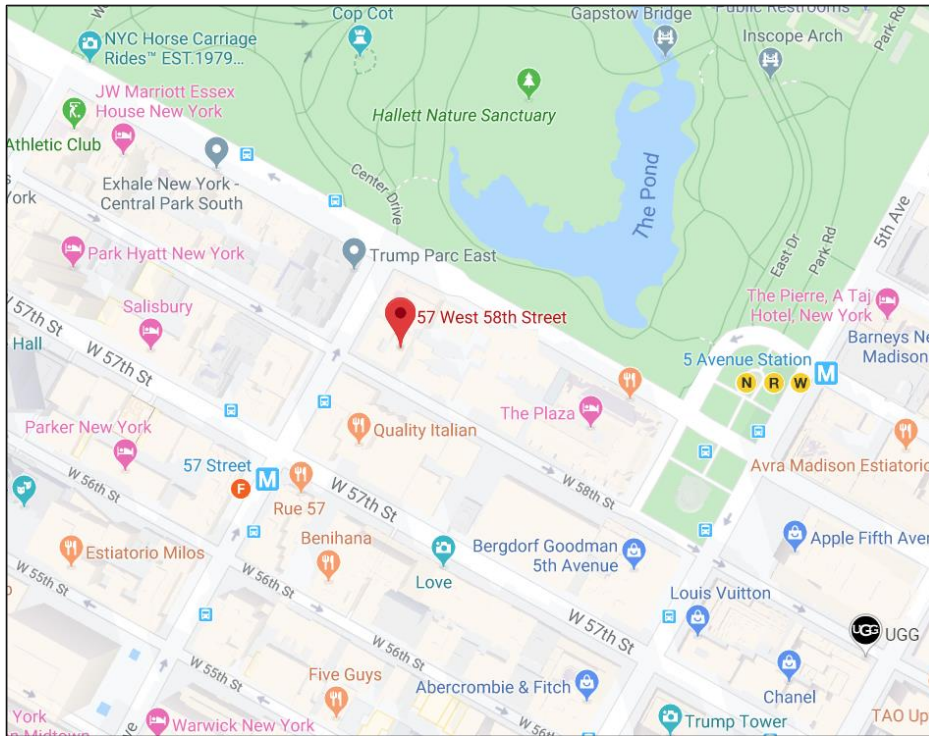 Cop Cot
Gapstow Bridge
Public Restrooms
Park Rd
NYC Horse Carriage
Rides™ EST.1979...
Inscope Arch
JW Marriott Essex
House New York
Hallett Nature Sanctuary
Athletic Club
Exhale New York -
Central Park South
Center Drive
The Pond
5th Ave
York
Park Hyatt New York
Trump Parc East
East Dr
Park Rd
Salisbury
57 West 58th Street
The Pierre, A Taj
Hotel, New York
W 57th St
Hall
W 57th St
5 Avenue Station
N R W M
Barneys Ne
Madison
The Plaza
Parker New York
Quality Italian
57 Street
F M
Rue 57
W 56th St
W 57th St
W 58th St
Avra Madison Estiatorio
Estiatorio Milos
Benihana
Love
Bergdorf Goodman
5th Avenue
Apple Fifth Aven
W 55th St
W 56th St
Louis Vuitton
W 57th St
UGG
UGG
W 55th St
W 56th St
Five Guys
Abercrombie & Fitch
Chanel
York
Midtown
Warwick New York
W 56th St
Trump Tower
TAO Up